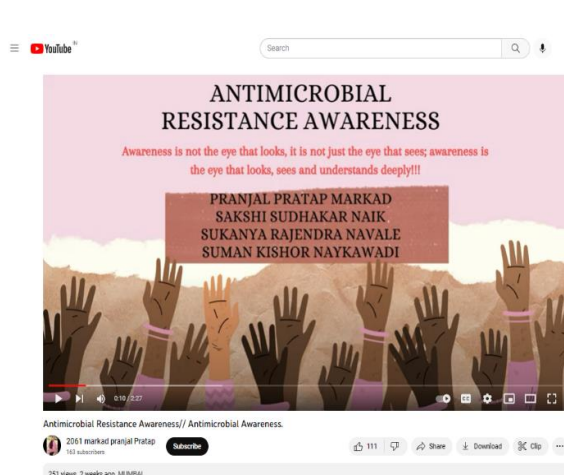 YouTube IN
Search
ANTIMICROBIAL
RESISTANCE AWARENESS
Awareness is not the eye that looks, it is not just the eye that sees; awareness is
the eye that looks, sees and understands deeply!!!
PRANJAL PRATAP MARKAD
SAKSHI SUDHAKAR NAIK
SUKANYA RAJENDRA NAVALE
SUMAN KISHOR NAYKAWADI
0:10 / 2:27
Antimicrobial Resistance Awareness// Antimicrobial Awareness.
2061 markad pranjal Pratap
163 subscribers
Subscribe
111
Share
Download
Clip
251 views 2 weeks ago MUMBAI